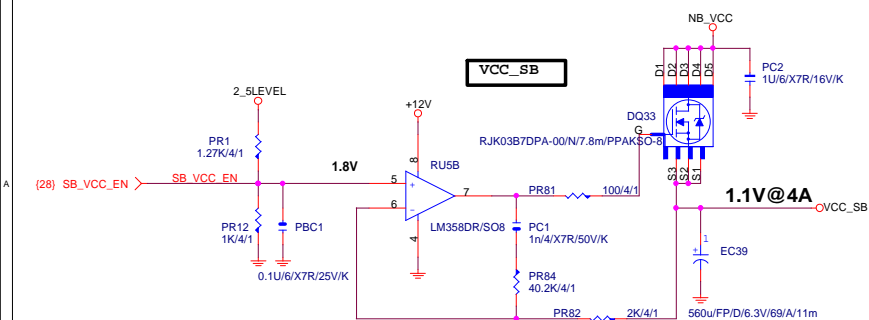 NB_VCC
VCC_SB
D1
D2
D3
D4
D5
PC2
1U/6/X7R/16V/K
2_5LEVEL
+12V
DQ33
G
RJK03B7DPA-00/N/7.8m/PPAKSO-8
PR1
1.27K/4/1
1.8V
8
RU5B
S3
S2
S1
A
{28} SB_VCC_EN
SB_VCC_EN
5
+
7
PR81
100/4/1
1.1V@4A
6
-
VCC_SB
PR12
1K/4/1
PBC1
4
LM358DR/SO8
PC1
1n/4/X7R/50V/K
1
+
EC39
0.1U/6/X7R/25V/K
PR84
40.2K/4/1
PR82
2K/4/1
560u/FP/D/6.3V/69/A/11m